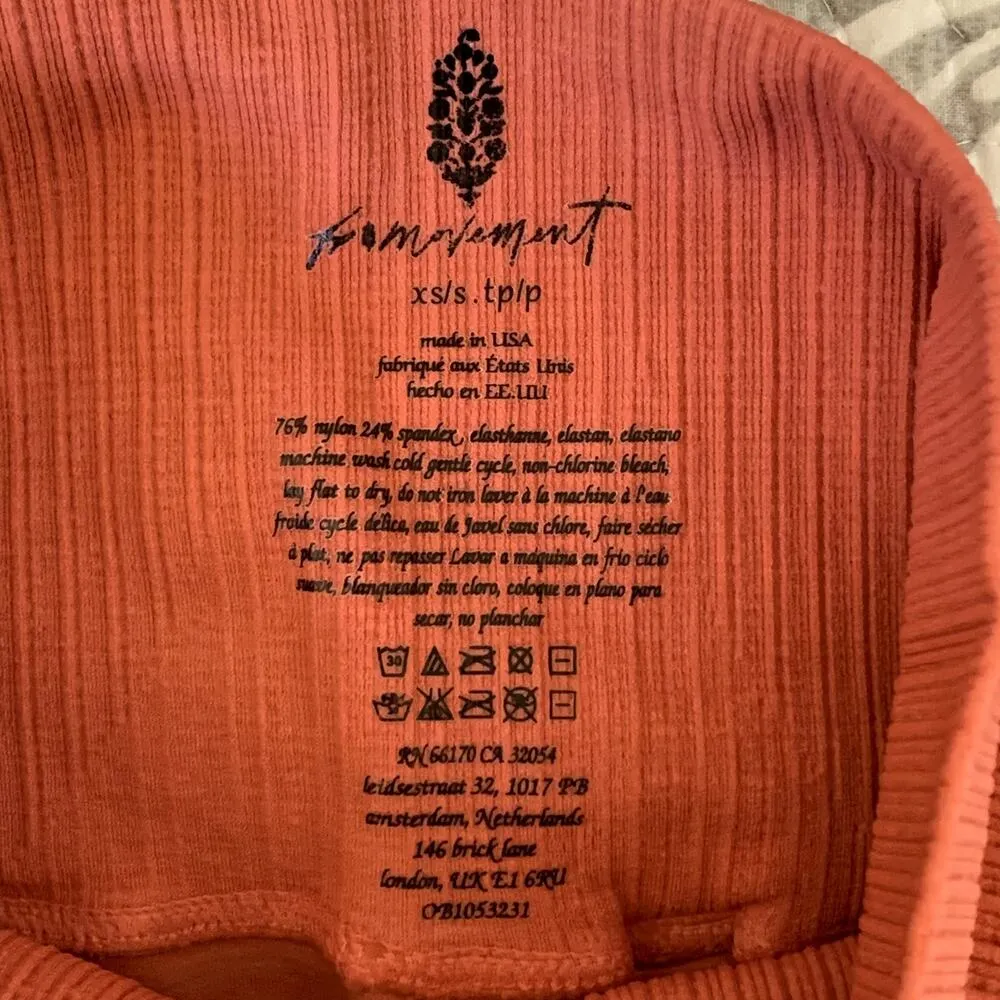 movement
xs/s.tp/p
made in USA
fabriqué aux États Unis
hecho en EE.UU
76% nylon 24% spandex, elasthanne, elastan, elastano
machine wash cold gentle cycle, non-chlorine bleach,
lay flat to dry, do not iron laver à la machine à l'eau
froide cycle délica, eau de Javel sans chlore, faire sécher
à plat, ne pas repasser Lavar a maquina en frio ciclo
suave, blanqueador sin cloro, coloque en plano para
secar, no planchar
30
RN 66170 CA 32054
leidsestraat 32, 1017 PB
amsterdam, Netherlands
146 brick lane
london, UK E1 6RU
OB1053231